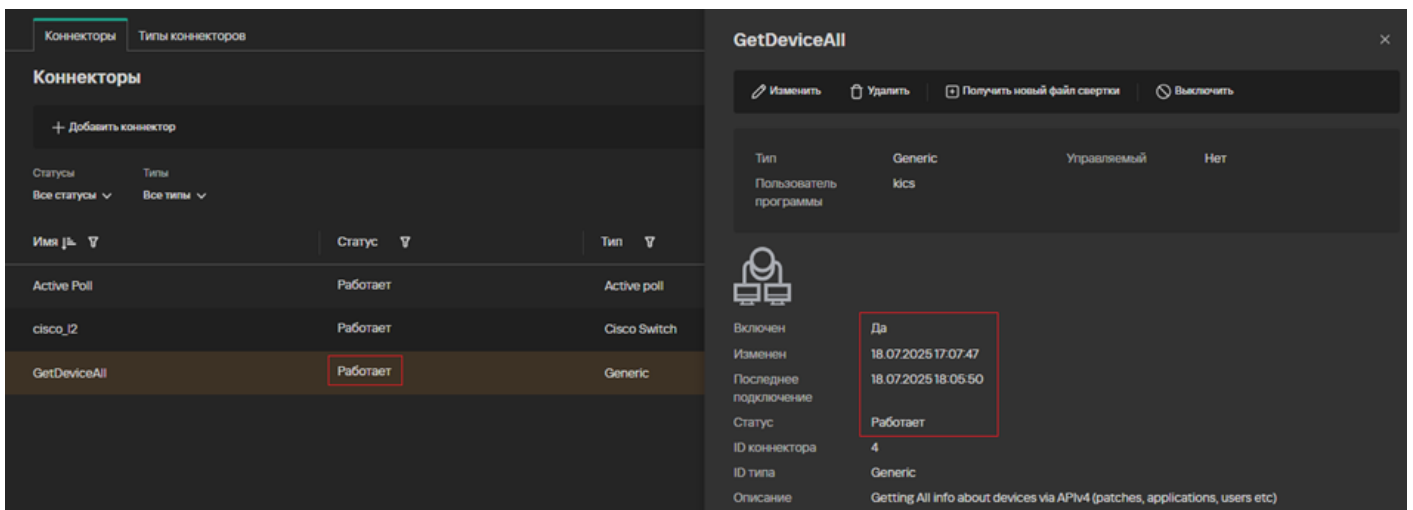 Коннекторы Типы коннекторов
Коннекторы
+ Добавить коннектор
Статусы Типы
Все статусы Все типы
Имя Статус Тип
Active Poll Работает Active poll
cisco_l2 Работает Cisco Switch
GetDeviceAll Работает Generic
GetDeviceAll
Изменить Удалить Получить новый файл свертки Выключить
Тип Generic Управляемый Нет
Пользователь программы kics
Включен Да
Изменен 18.07.2025 17:07:47
Последнее подключение 18.07.2025 18:05:50
Статус Работает
ID коннектора 4
ID типа Generic
Описание Getting All info about devices via APIv4 (patches, applications, users etc)